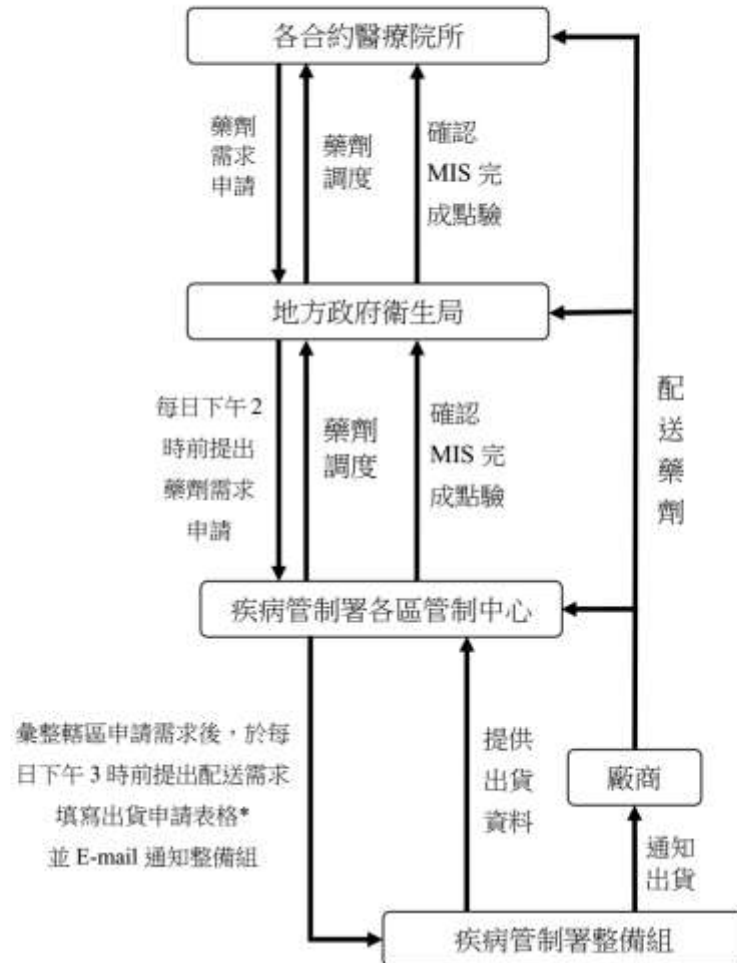 各合約醫療院所
藥劑
需求
申請
藥劑
調度
確認
MIS 完
成點驗
地方政府衛生局
每日下午 2
時前提出
藥劑需求
申請
藥劑
調度
確認
MIS 完
成點驗
配
送
藥
劑
疾病管制署各區管制中心
彙整轄區申請需求後，於每
日下午 3 時前提出配送需求
填寫出貨申請表格*
並 E-mail 通知整備組
提供
出貨
資料
廠商
通知
出貨
疾病管制署整備組